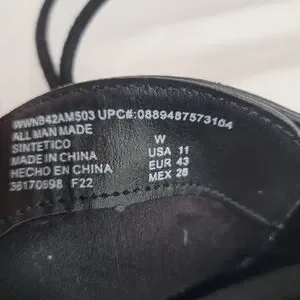 WWNB42AMS03 UPC#:0889487573104
ALL MAN MADE
SINTETICO
MADE IN CHINA
HECHO EN CHINA
36170698 F22
W
USA 11
EUR 43
MEX 28